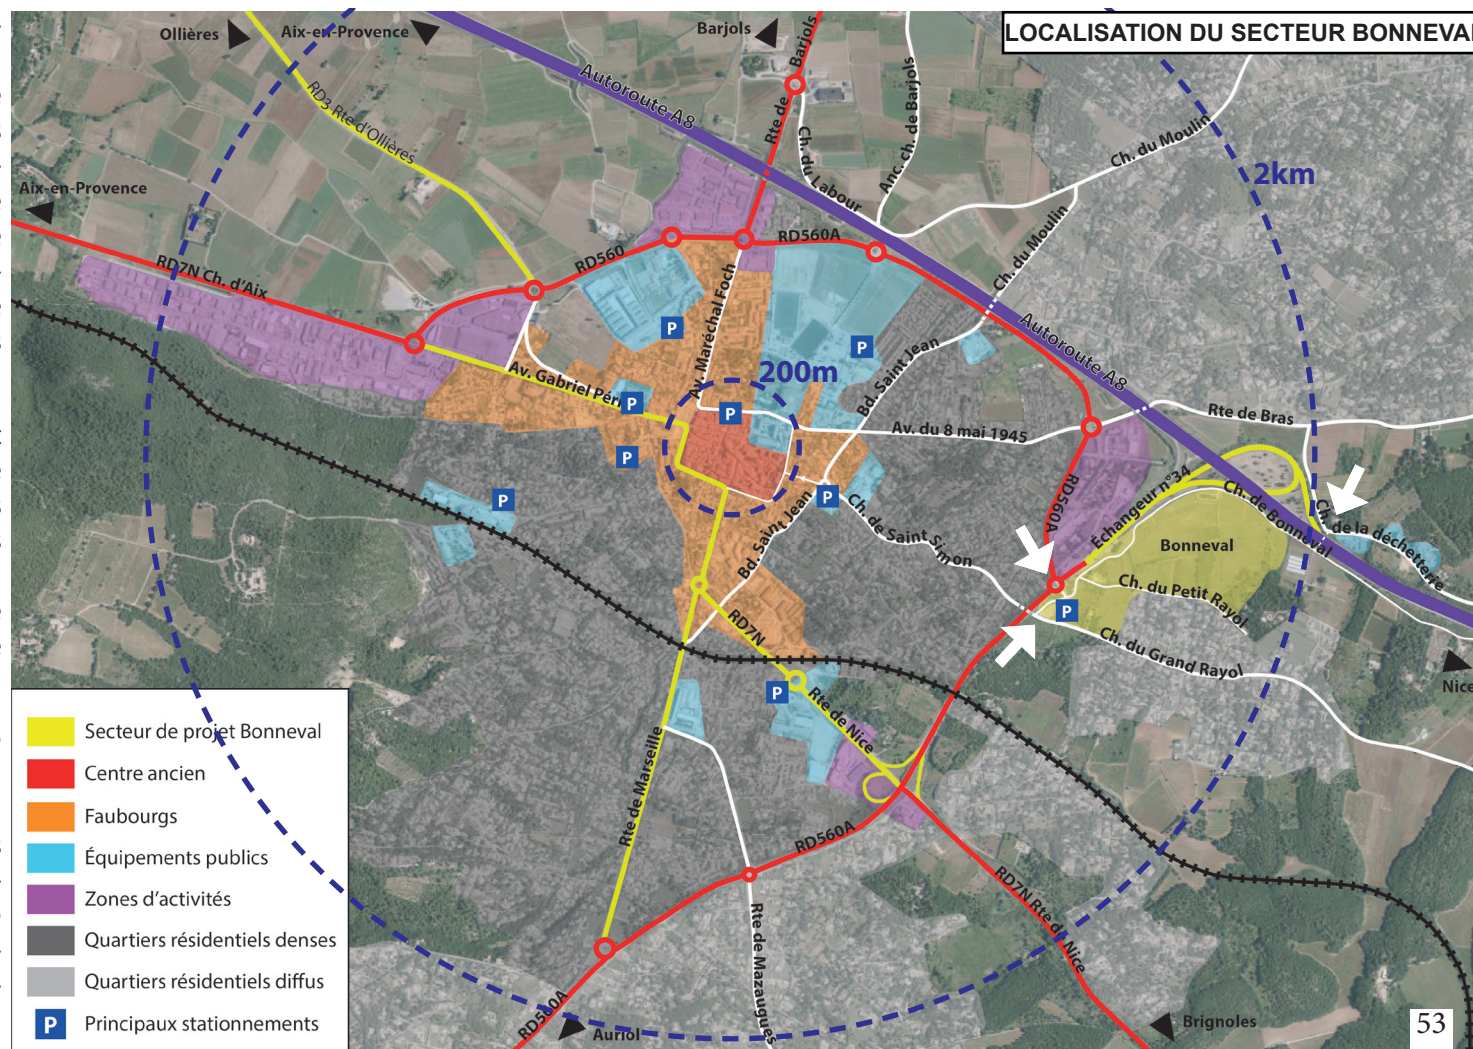 LOCALISATION DU SECTEUR BONNEVAL
Ollières
Aix-en-Provence
Barjols
Rte de Barjols
Autoroute A8
RD3 Rte d'Ollières
Ch. du Labour
Anc. ch. de Barjols
Ch. du Moulin
2km
Aix-en-Provence
RD7N Ch. d'Aix
RD560
RD560A
Ch. du Moulin
Av. Maréchal Foch
P
P
Autoroute A8
200m
Bd. Saint Jean
Av. Gabriel Péri
P
P
Av. du 8 mai 1945
Rte de Bras
P
P
P
RD560A
Échangeur n°34
Ch. de Bonneval
Ch. de la déchetterie
Ch. de Saint Simon
Bd. Saint Jean
Bonneval
Ch. du Petit Rayol
P
Ch. du Grand Rayol
RD7N
Nice
P
Rte de Nice
Rte de Marseille
RD560A
RD7N Rte de Nice
Rte de Mazaugues
RD560A
Auriol
Brignoles
Secteur de projet Bonneval
Centre ancien
Faubourgs
Équipements publics
Zones d'activités
Quartiers résidentiels denses
Quartiers résidentiels diffus
P Principaux stationnements
53